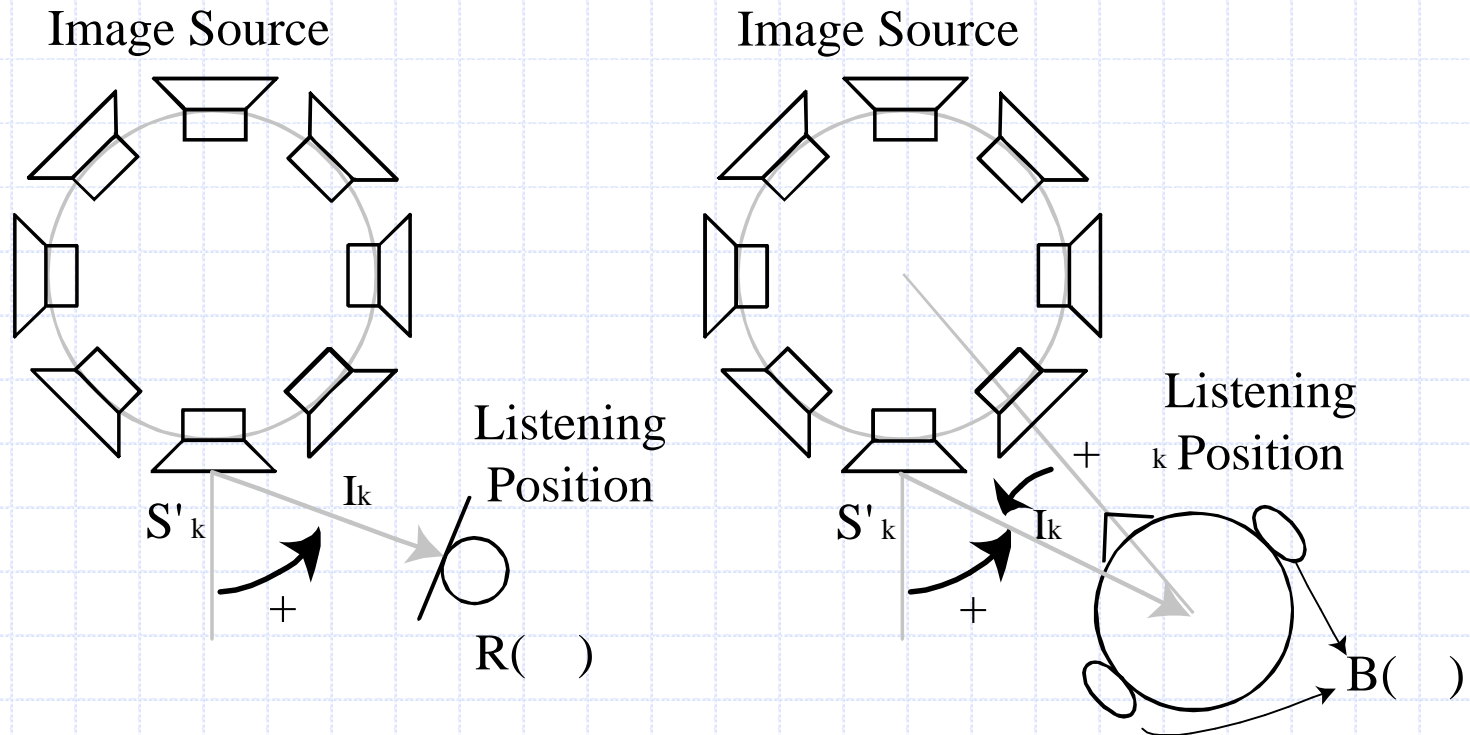 Image Source
Listening
Position
Ik
S'k
+
R( )
Image Source
Listening
+ k Position
S'k
Ik
+
B( )